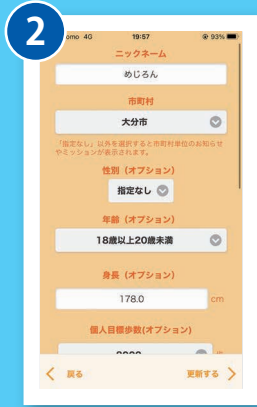 2
omo 4G 19:57 93%
ニックネーム
めじろん
市町村
大分市
「指定なし」以外を選択すると市町村単位のお知らせ
やミッションが表示されます。
性別（オプション）
指定なし
年齢（オプション）
18歳以上20歳未満
身長（オプション）
178.0 cm
個人目標歩数(オプション)
8000
戻る 更新する